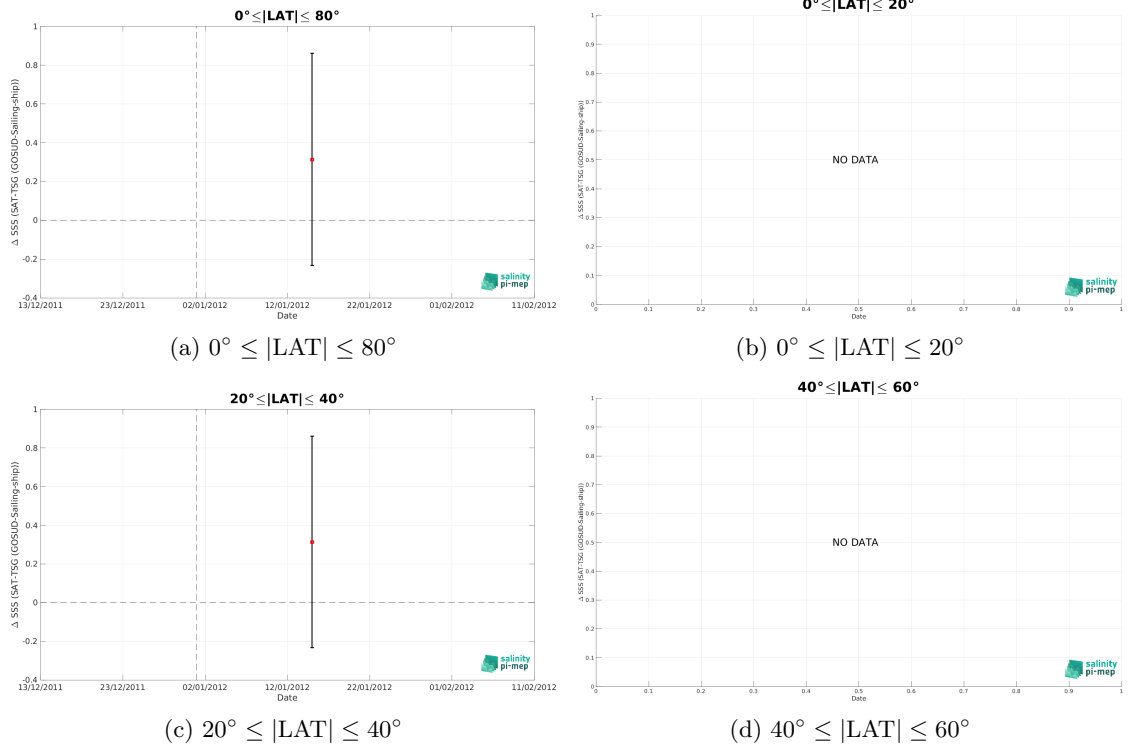 0°≤|LAT|≤ 80°
Δ SSS (SAT-TSG (GOSUD-Sailing-ship))
1
0.8
0.6
0.4
0.2
0
-0.2
-0.4
13/12/2011 23/12/2011 02/01/2012 12/01/2012 22/01/2012 01/02/2012 11/02/2012
Date
salinity
pi-mep
(a) 0° ≤ |LAT| ≤ 80°
0°≤|LAT|≤ 20°
Δ SSS (SAT-TSG (GOSUD-Sailing-ship))
1
0.9
0.8
0.7
0.6
0.5
0.4
0.3
0.2
0.1
0
NO DATA
0 0.1 0.2 0.3 0.4 0.5 0.6 0.7 0.8 0.9 1
Date
salinity
pi-mep
(b) 0° ≤ |LAT| ≤ 20°
20°≤|LAT|≤ 40°
Δ SSS (SAT-TSG (GOSUD-Sailing-ship))
1
0.8
0.6
0.4
0.2
0
-0.2
-0.4
13/12/2011 23/12/2011 02/01/2012 12/01/2012 22/01/2012 01/02/2012 11/02/2012
Date
salinity
pi-mep
(c) 20° ≤ |LAT| ≤ 40°
40°≤|LAT|≤ 60°
Δ SSS (SAT-TSG (GOSUD-Sailing-ship))
1
0.9
0.8
0.7
0.6
0.5
0.4
0.3
0.2
0.1
0
NO DATA
0 0.1 0.2 0.3 0.4 0.5 0.6 0.7 0.8 0.9 1
Date
salinity
pi-mep
(d) 40° ≤ |LAT| ≤ 60°